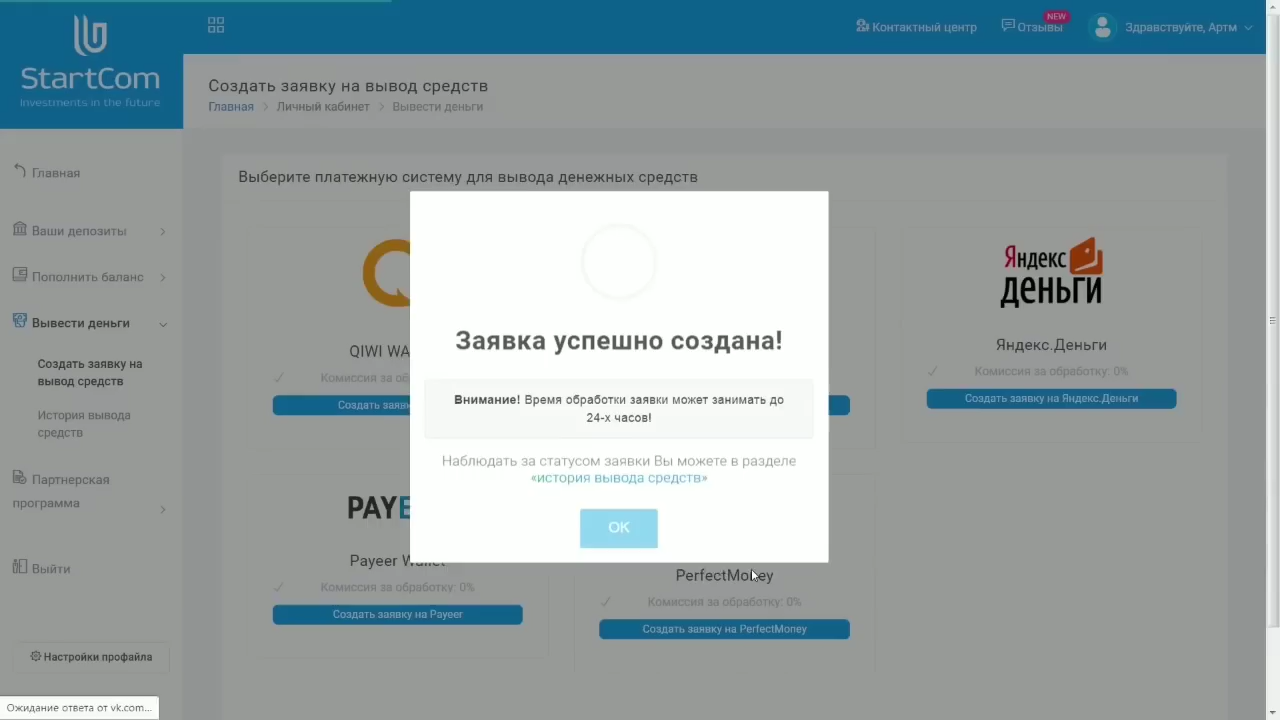 StartCom
Investments in the future
Контактный центр
Отзывы
NEW
Здравствуйте, Артм
Создать заявку на вывод средств
Главная > Личный кабинет > Вывести деньги
Главная
Ваши депозиты
Пополнить баланс
Вывести деньги
Создать заявку на
вывод средств
История вывода
средств
Партнерская
программа
Выйти
Настройки профайла
Выберите платежную систему для вывода денежных средств
QIWI WA
Комиссия за об
Создать заявк
Яндекс
деньги
Яндекс.Деньги
Комиссия за обработку: 0%
Создать заявку на Яндекс.Деньги
Заявка успешно создана!
Внимание! Время обработки заявки может занимать до
24-х часов!
Наблюдать за статусом заявки Вы можете в разделе
«история вывода средств»
OK
PAYE
Payeer Wallet
Комиссия за обработку: 0%
Создать заявку на Payeer
PerfectMoney
Комиссия за обработку: 0%
Создать заявку на PerfectMoney
Ожидание ответа от vk.com...